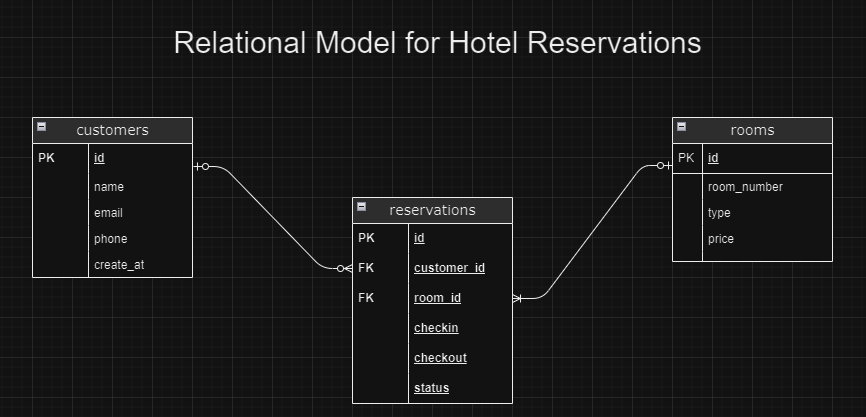 Relational Model for Hotel Reservations
customers
PK id
name
email
phone
create_at
reservations
PK id
FK customer_id
FK room_id
checkin
checkout
status
rooms
PK id
room_number
type
price